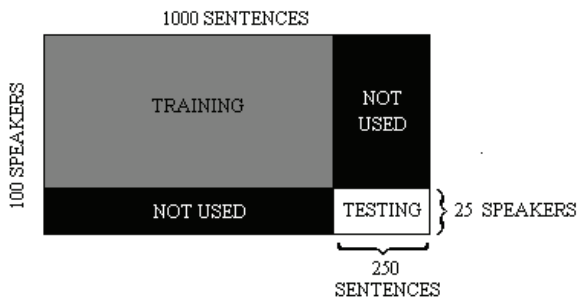 1000 SENTENCES
100 SPEAKERS
TRAINING
NOT
USED
NOT USED
TESTING
25 SPEAKERS
250
SENTENCES